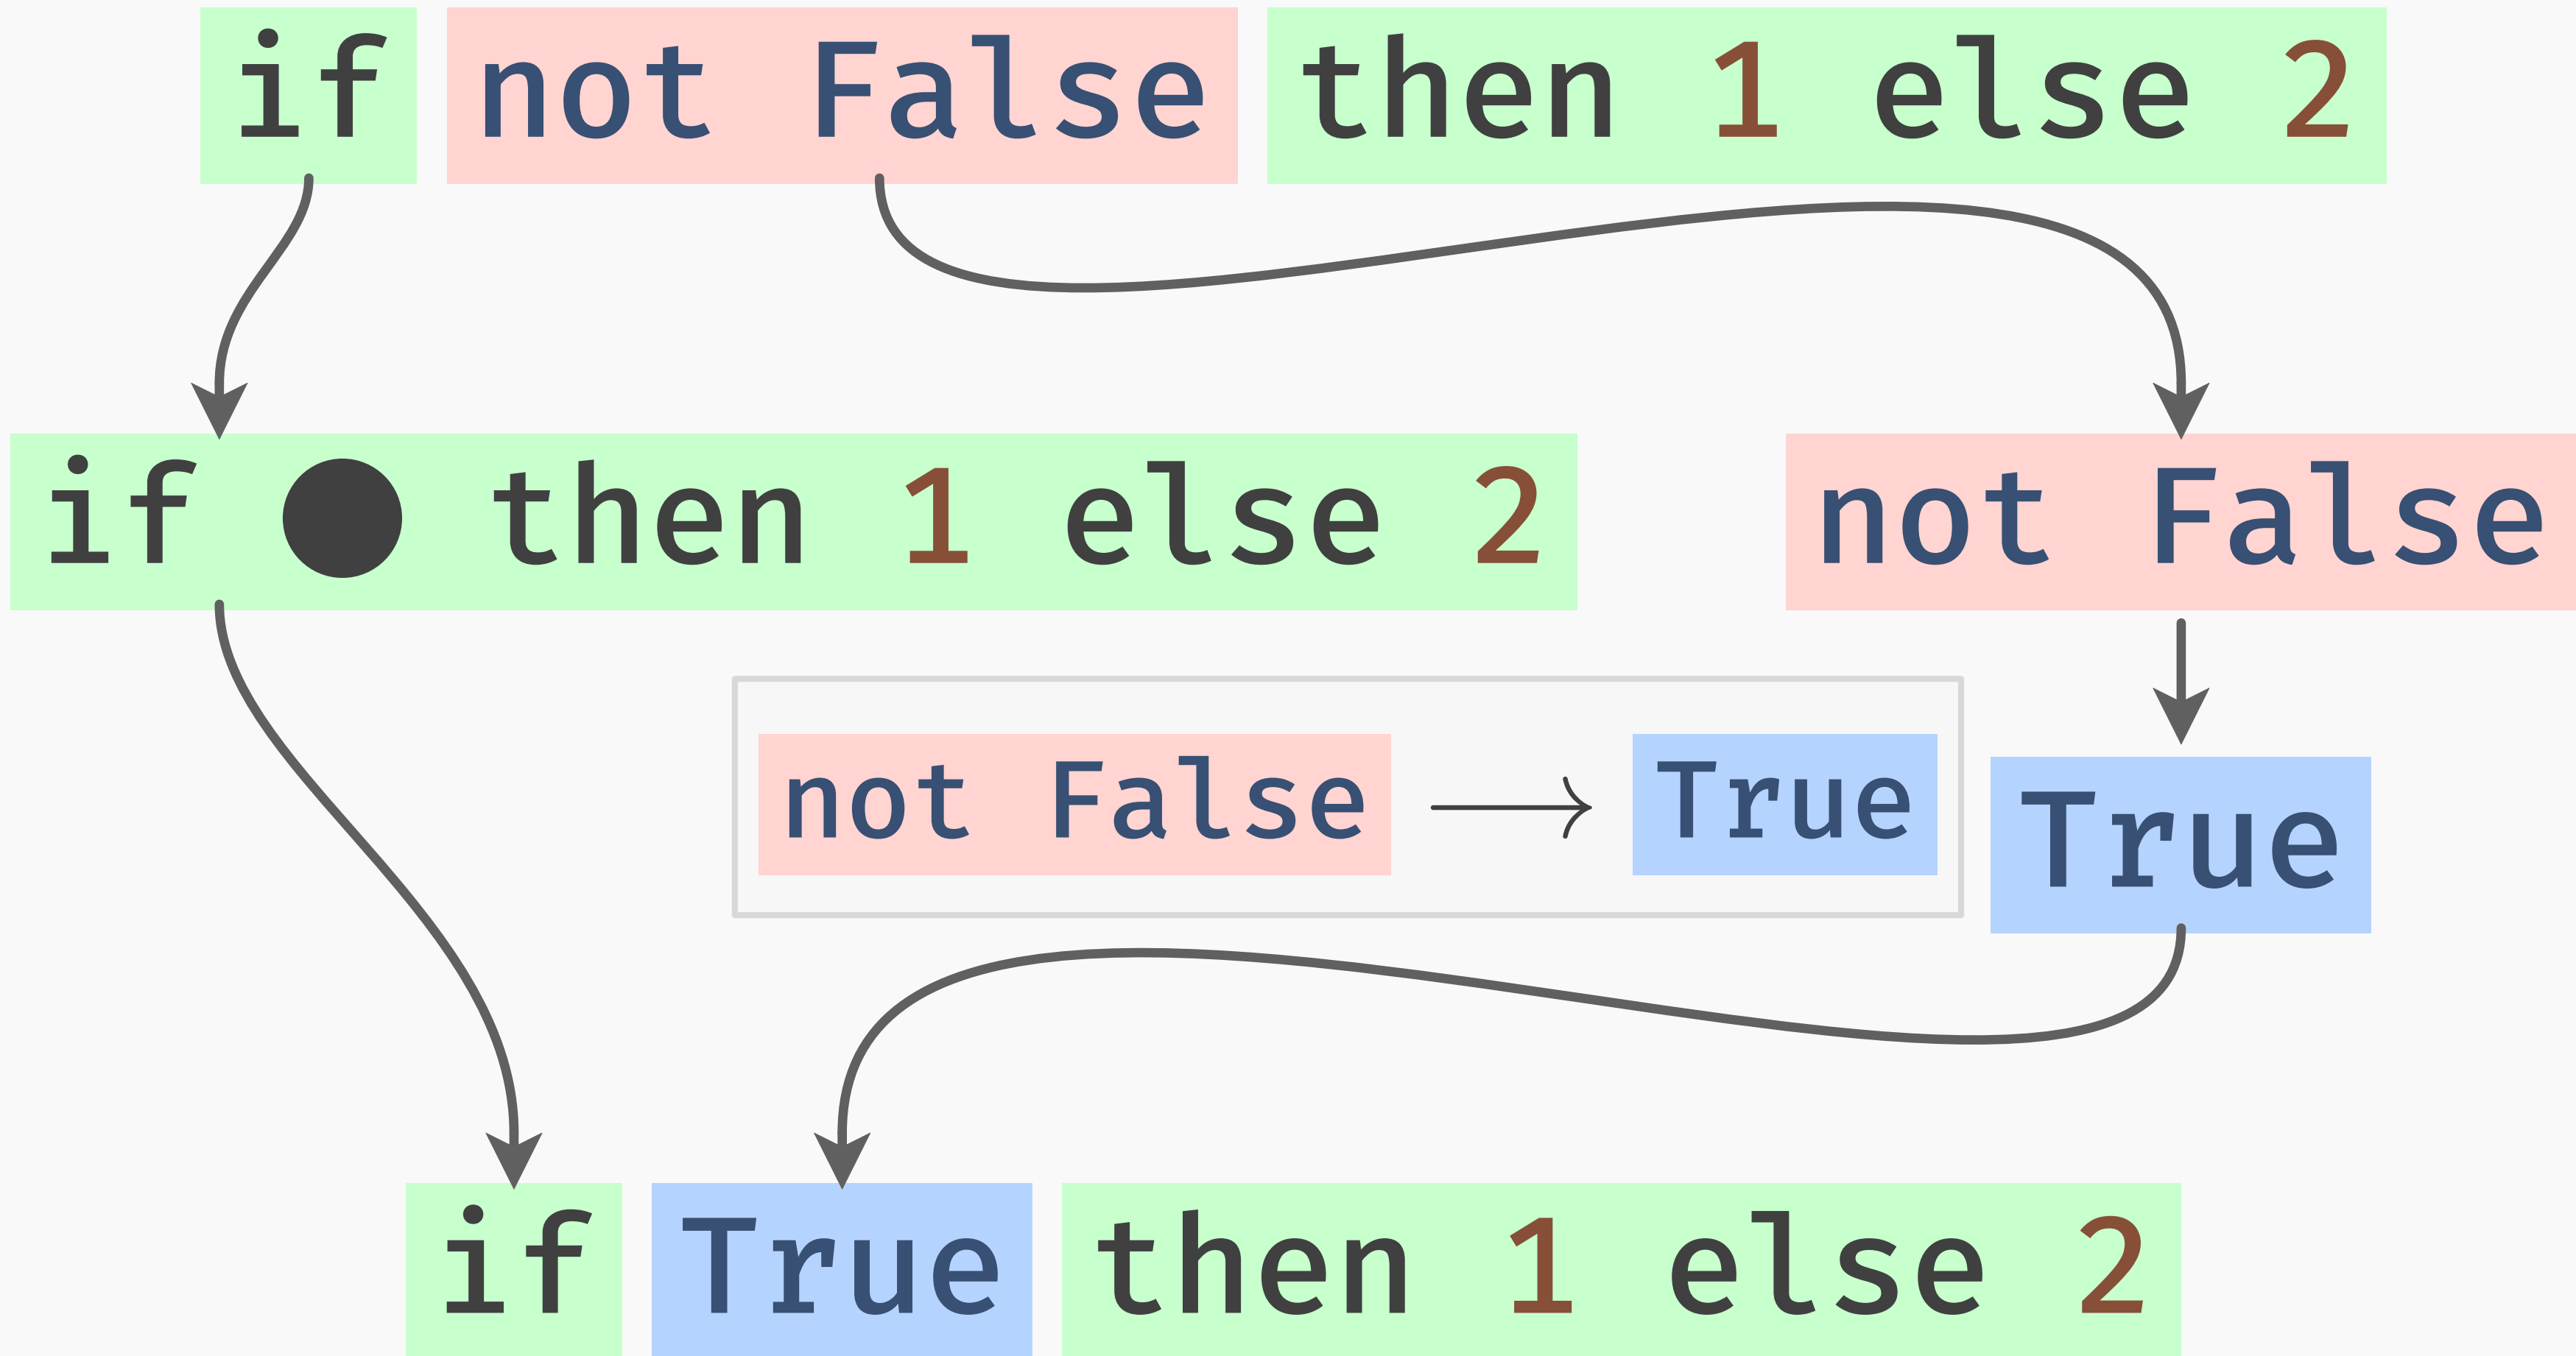 if not False then 1 else 2
if ● then 1 else 2 not False
not False → True True
if True then 1 else 2